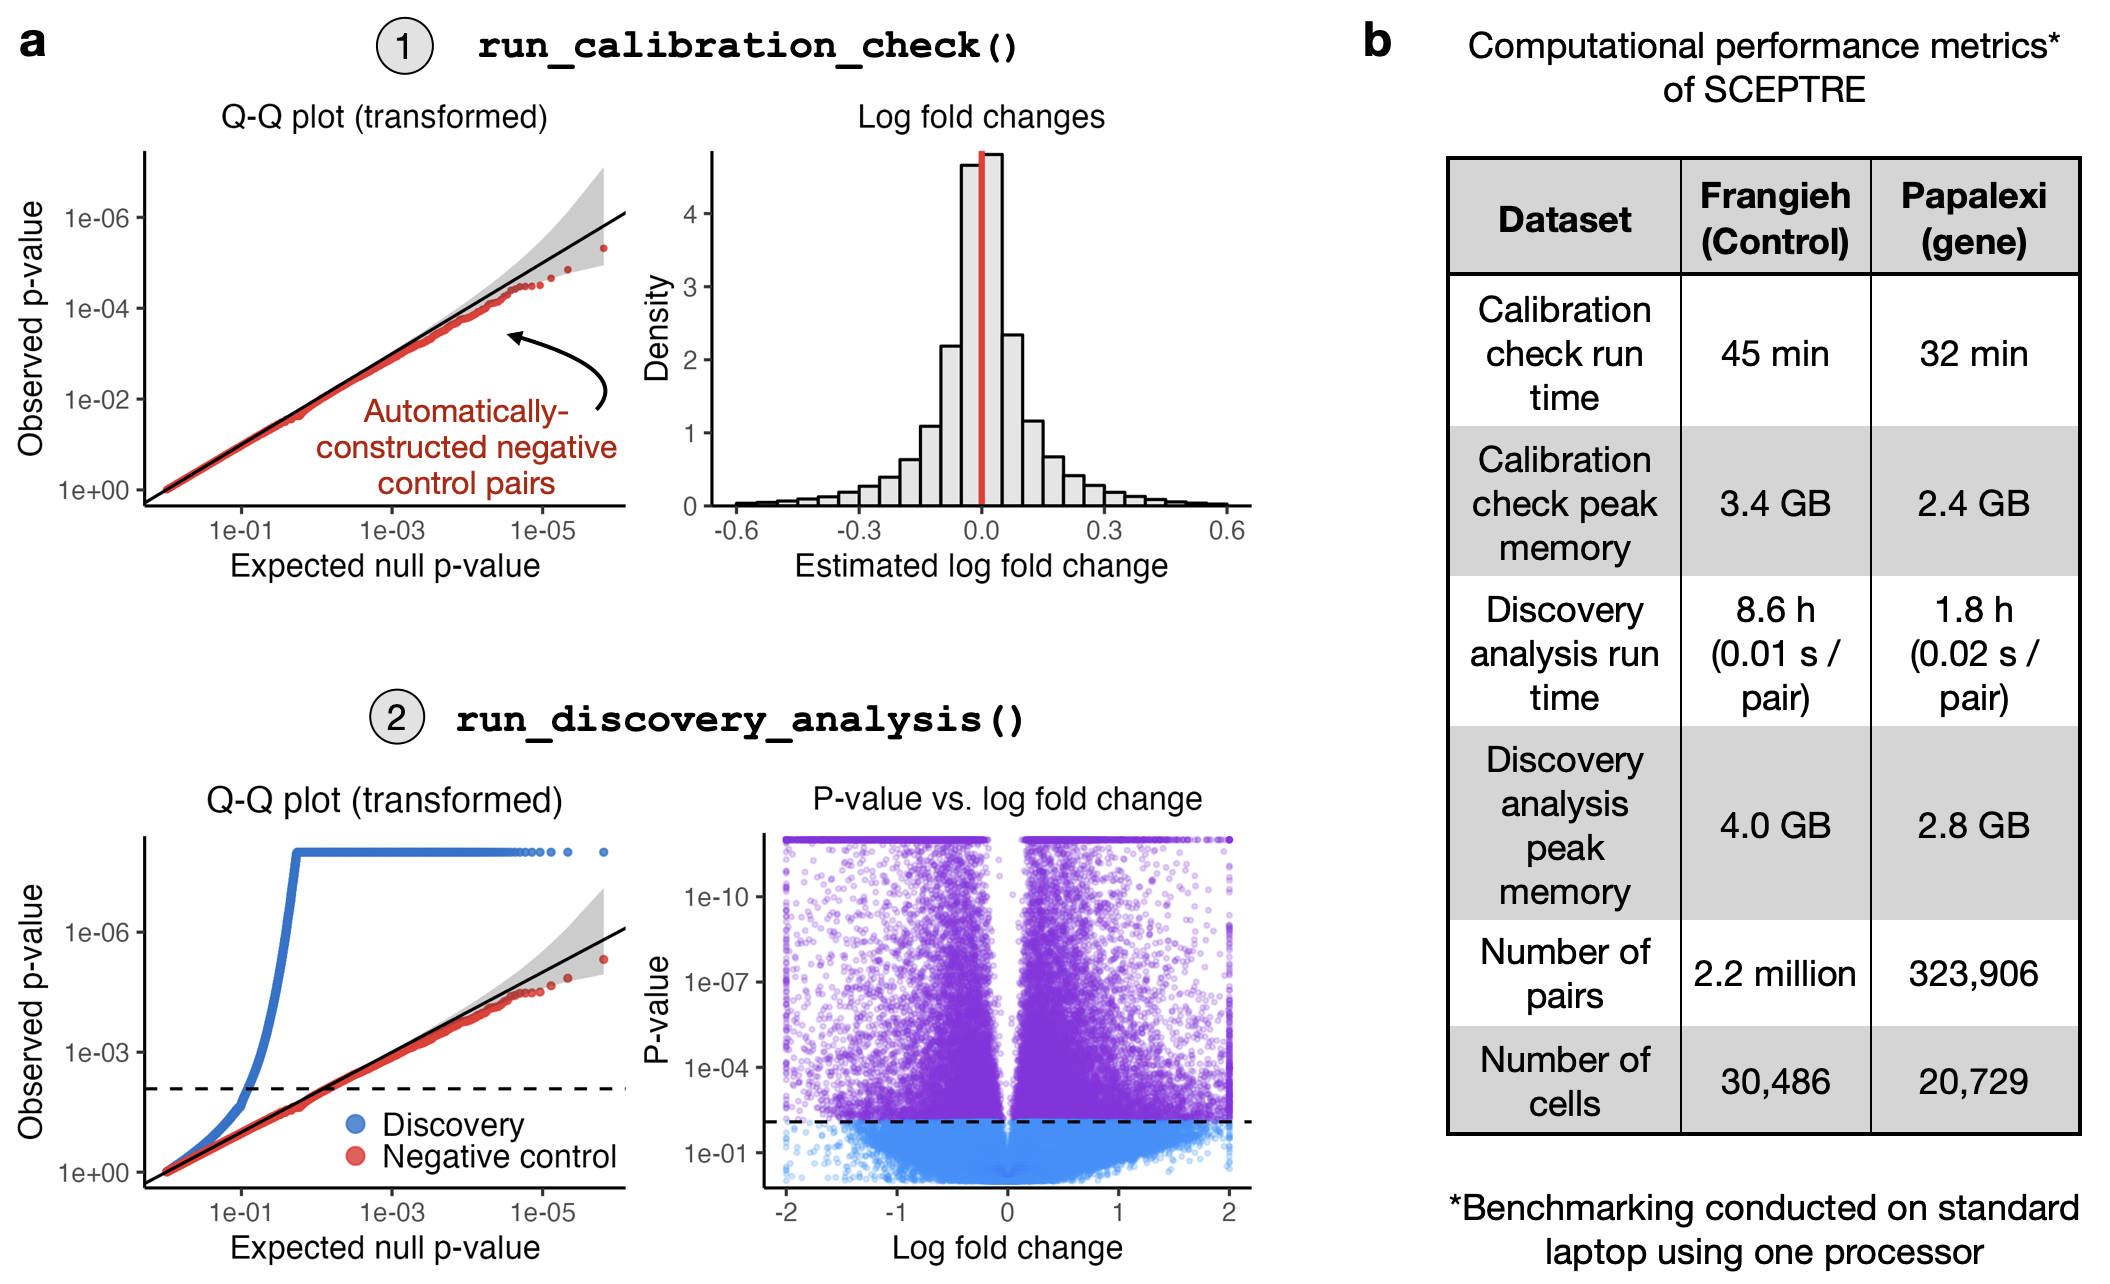 a
1 run_calibration_check()
Q-Q plot (transformed)
Observed p-value
1e-06
1e-04
1e-02
1e+00
1e-01 1e-03 1e-05
Expected null p-value
Automatically-
constructed negative
control pairs
Log fold changes
Density
4
3
2
1
0
-0.6 -0.3 0.0 0.3 0.6
Estimated log fold change
2 run_discovery_analysis()
Q-Q plot (transformed)
Observed p-value
1e-06
1e-03
1e+00
1e-01 1e-03 1e-05
Expected null p-value
Discovery
Negative control
P-value vs. log fold change
P-value
1e-10
1e-07
1e-04
1e-01
-2 -1 0 1 2
Log fold change
b
Computational performance metrics*
of SCEPTRE
Dataset
Frangieh
(Control)
Papalexi
(gene)
Calibration
check run
time
45 min
32 min
Calibration
check peak
memory
3.4 GB
2.4 GB
Discovery
analysis run
time
8.6 h
(0.01 s /
pair)
1.8 h
(0.02 s /
pair)
Discovery
analysis
peak
memory
4.0 GB
2.8 GB
Number of
pairs
2.2 million
323,906
Number of
cells
30,486
20,729
*Benchmarking conducted on standard
laptop using one processor